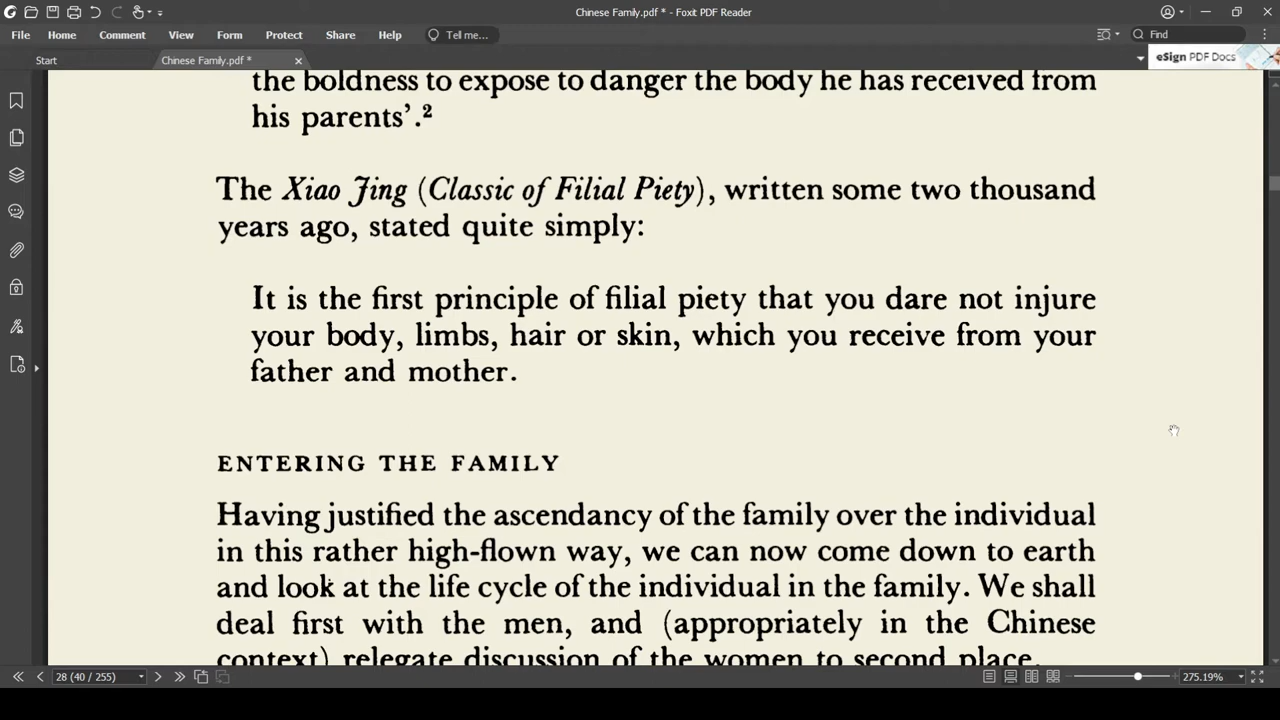 Chinese Family.pdf * - Foxit PDF Reader
File Home Comment View Form Protect Share Help Tell me... Find
Start Chinese Family.pdf * eSign PDF Docs
the boldness to expose to danger the body he has received from
his parents'.²
The Xiao Jing (Classic of Filial Piety), written some two thousand
years ago, stated quite simply:
It is the first principle of filial piety that you dare not injure
your body, limbs, hair or skin, which you receive from your
father and mother.
ENTERING THE FAMILY
Having justified the ascendancy of the family over the individual
in this rather high-flown way, we can now come down to earth
and look at the life cycle of the individual in the family. We shall
deal first with the men, and (appropriately in the Chinese
context) relegate discussion of the women to second place.
28 (40 / 255) 275.19%